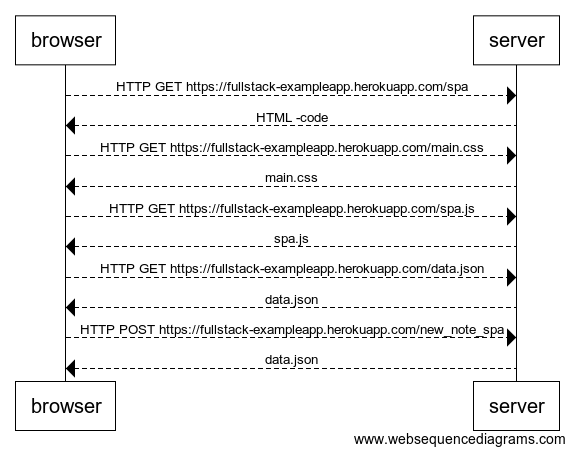 browser server
HTTP GET https://fullstack-exampleapp.herokuapp.com/spa
HTML -code
HTTP GET https://fullstack-exampleapp.herokuapp.com/main.css
main.css
HTTP GET https://fullstack-exampleapp.herokuapp.com/spa.js
spa.js
HTTP GET https://fullstack-exampleapp.herokuapp.com/data.json
data.json
HTTP POST https://fullstack-exampleapp.herokuapp.com/new_note_spa
data.json
browser server
www.websequencediagrams.com